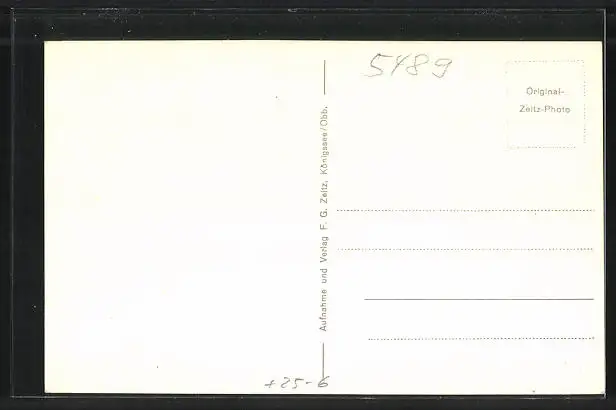 5489
Original-
Zeitz-Photo
Aufnahme und Verlag F. G. Zeitz, Königssee/Obb.
+25-6